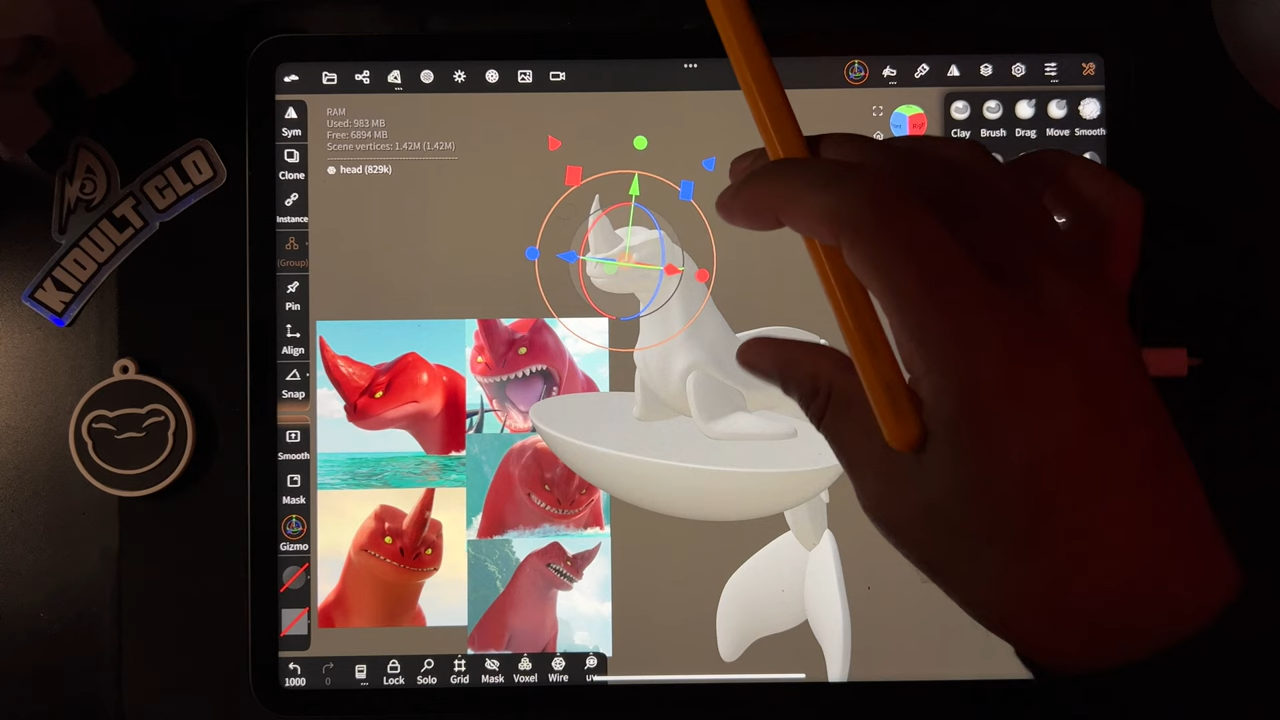 RAM
Used: 983 MB
Free: 6894 MB
Scene vertices: 1.42M (1.42M)
head (829k)
Sym
Clone
Instance
(Group)
Pin
Align
Snap
Smooth
Mask
Gizmo
Clay
Brush
Drag
Move
Smooth
Righ
KIDULT CLO
1000
0
Lock
Solo
Grid
Mask
Voxel
Wire
uv